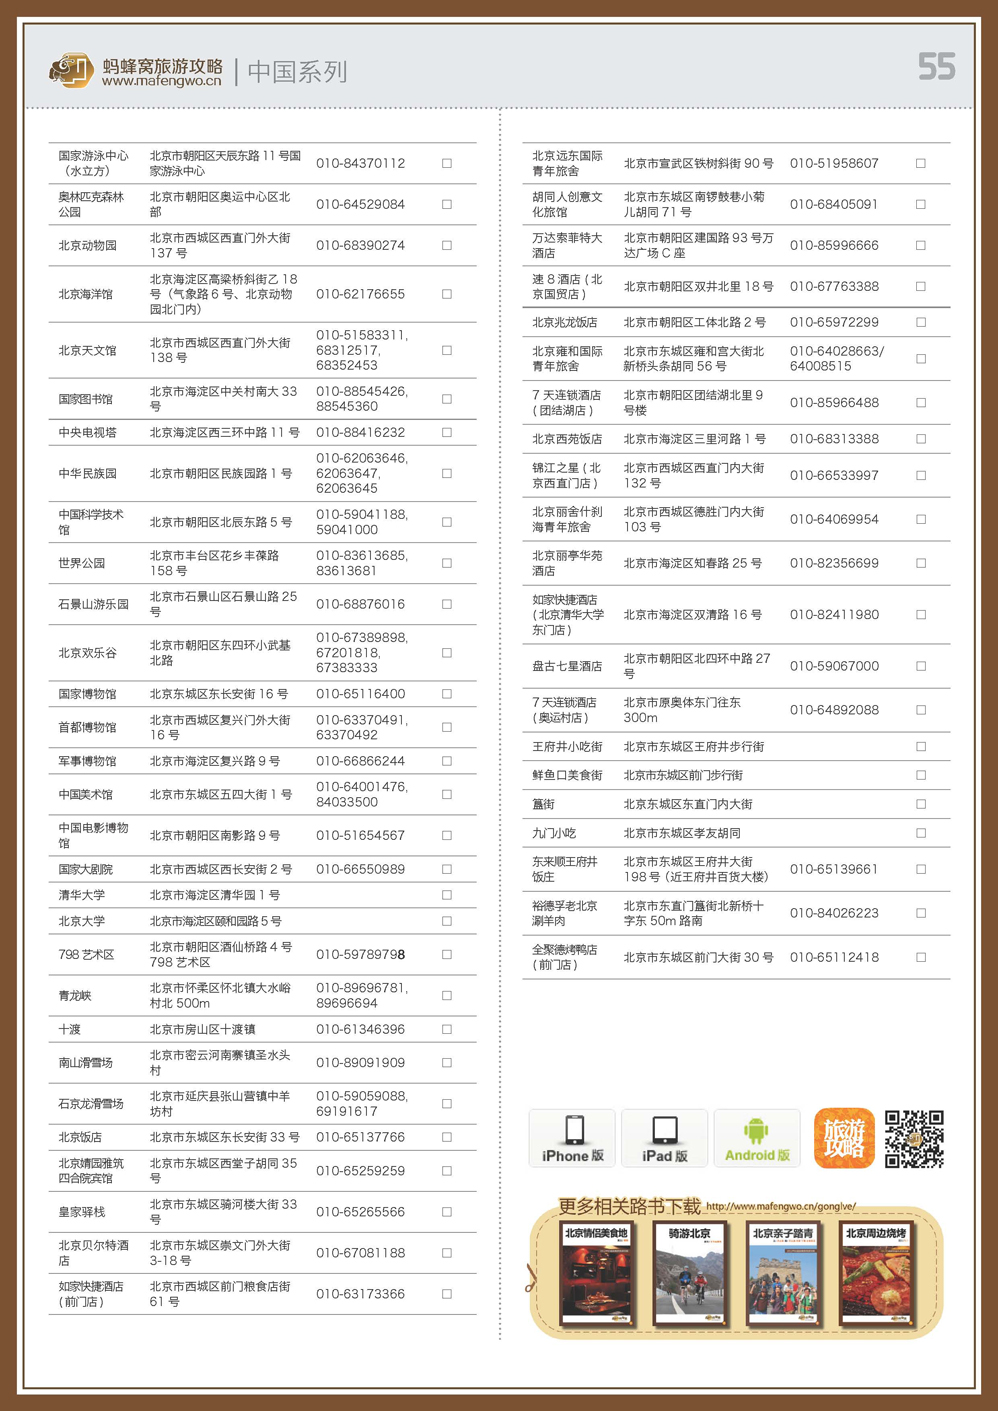 蚂蜂窝旅游攻略
www.mafengwo.cn
中国系列
55
国家游泳中心
（水立方）
北京市朝阳区天辰东路 11 号国
家游泳中心
010-84370112
□
奥林匹克森林
公园
北京市朝阳区奥运中心区北
部
010-64529084
□
北京动物园
北京市西城区西直门外大街
137 号
010-68390274
□
北京海洋馆
北京海淀区高梁桥斜街乙 18
号（气象路 6 号、北京动物
园北门内）
010-62176655
□
北京天文馆
北京市西城区西直门外大街
138 号
010-51583311,
68312517,
68352453
□
国家图书馆
北京市海淀区中关村南大 33
号
010-88545426,
88545360
□
中央电视塔
北京海淀区西三环中路 11 号
010-88416232
□
中华民族园
北京市朝阳区民族园路 1 号
010-62063646,
62063647,
62063645
□
中国科学技术
馆
北京市朝阳区北辰东路 5 号
010-59041188,
59041000
□
世界公园
北京市丰台区花乡丰葆路
158 号
010-83613685,
83613681
□
石景山游乐园
北京市石景山区石景山路 25
号
010-68876016
□
北京欢乐谷
北京市朝阳区东四环小武基
北路
010-67389898,
67201818,
67383333
□
国家博物馆
北京东城区东长安街 16 号
010-65116400
□
首都博物馆
北京市西城区复兴门外大街
16 号
010-63370491,
63370492
□
军事博物馆
北京市海淀区复兴路 9 号
010-66866244
□
中国美术馆
北京市东城区五四大街 1 号
010-64001476,
84033500
□
中国电影博物
馆
北京市朝阳区南影路 9 号
010-51654567
□
国家大剧院
北京市西城区西长安街 2 号
010-66550989
□
清华大学
北京市海淀区清华园 1 号
□
北京大学
北京市海淀区颐和园路 5 号
□
798 艺术区
北京市朝阳区酒仙桥路 4 号
798 艺术区
010-59789798
□
青龙峡
北京市怀柔区怀北镇大水峪
村北 500m
010-89696781,
89696694
□
十渡
北京市房山区十渡镇
010-61346396
□
南山滑雪场
北京市密云河南寨镇圣水头
村
010-89091909
□
石京龙滑雪场
北京市延庆县张山营镇中羊
坊村
010-59059088,
69191617
□
北京饭店
北京市东城区东长安街 33 号
010-65137766
□
北京婧园雅筑
四合院宾馆
北京市东城区西堂子胡同 35
号
010-65259259
□
皇家驿栈
北京市东城区骑河楼大街 33
号
010-65265566
□
北京贝尔特酒
店
北京市东城区崇文门外大街
3-18 号
010-67081188
□
如家快捷酒店
( 前门店 )
北京市西城区前门粮食店街
61 号
010-63173366
□
北京远东国际
青年旅舍
北京市宣武区铁树斜街 90 号
010-51958607
□
胡同人创意文
化旅馆
北京市东城区南锣鼓巷小菊
儿胡同 71 号
010-68405091
□
万达索菲特大
酒店
北京市朝阳区建国路 93 号万
达广场 C 座
010-85996666
□
速 8 酒店 ( 北
京国贸店 )
北京市朝阳区双井北里 18 号
010-67763388
□
北京兆龙饭店
北京市朝阳区工体北路 2 号
010-65972299
□
北京雍和国际
青年旅舍
北京市东城区雍和宫大街北
新桥头条胡同 56 号
010-64028663/
64008515
□
7 天连锁酒店
( 团结湖店 )
北京市朝阳区团结湖北里 9
号楼
010-85966488
□
北京西苑饭店
北京市海淀区三里河路 1 号
010-68313388
□
锦江之星 ( 北
京西直门店 )
北京市西城区西直门内大街
132 号
010-66533997
□
北京丽舍什刹
海青年旅舍
北京市西城区德胜门内大街
103 号
010-64069954
□
北京丽亭华苑
酒店
北京市海淀区知春路 25 号
010-82356699
□
如家快捷酒店
( 北京清华大学
东门店 )
北京市海淀区双清路 16 号
010-82411980
□
盘古七星酒店
北京市朝阳区北四环中路 27
号
010-59067000
□
7 天连锁酒店
( 奥运村店 )
北京市原奥体东门往东
300m
010-64892088
□
王府井小吃街
北京市东城区王府井步行街
□
鲜鱼口美食街
北京市东城区前门步行街
□
簋街
北京东城区东直门内大街
□
九门小吃
北京市东城区孝友胡同
□
东来顺王府井
饭庄
北京市东城区王府井大街
198 号（近王府井百货大楼）
010-65139661
□
裕德孚老北京
涮羊肉
北京市东直门簋街北新桥十
字东 50m 路南
010-84026223
□
全聚德烤鸭店
( 前门店 )
北京市东城区前门大街 30 号
010-65112418
□
iPhone 版
iPad 版
Android 版
旅游
攻略
更多相关路书下载
http://www.mafengwo.cn/gonglve/
北京情侣美食地
骑游北京
北京亲子踏青
北京周边烧烤